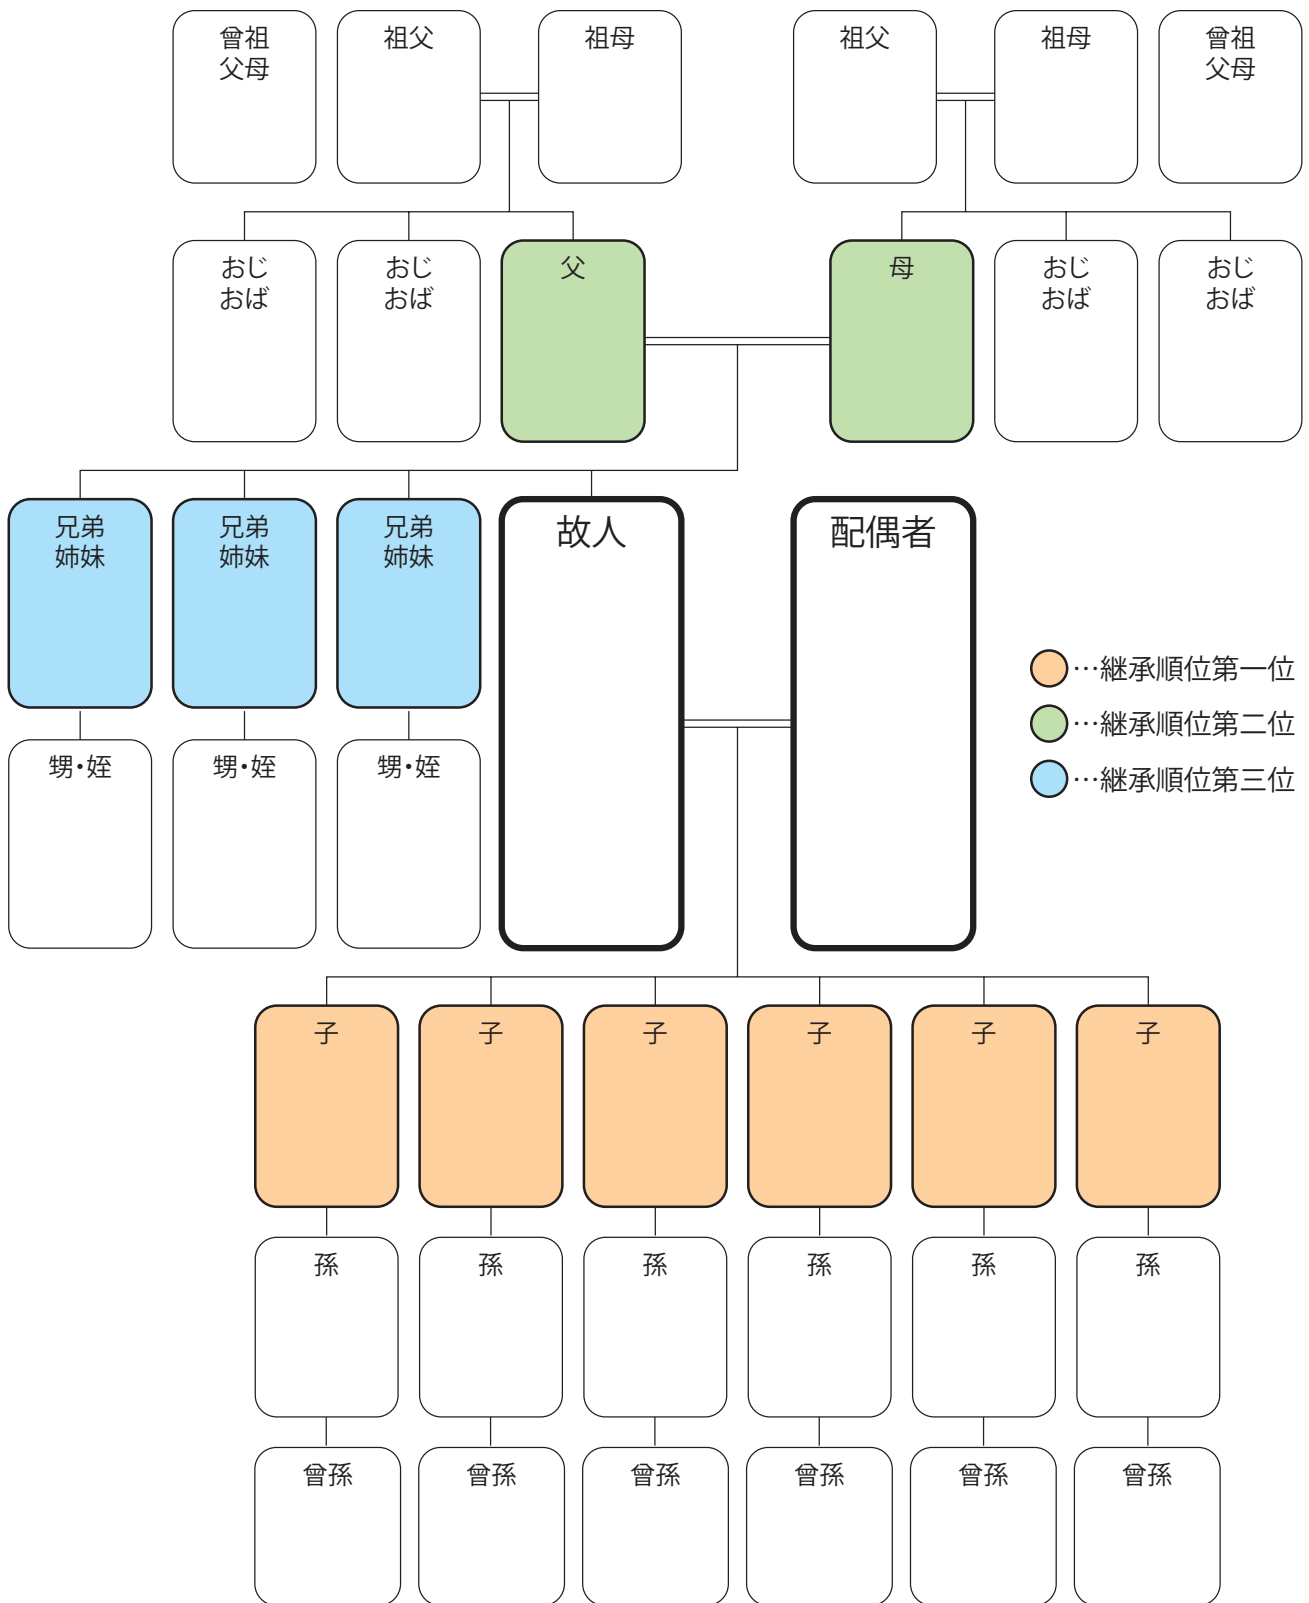 曾祖
父母
祖父
祖母
祖父
祖母
曾祖
父母
おじ
おば
おじ
おば
父
母
おじ
おば
おじ
おば
兄弟
姉妹
兄弟
姉妹
兄弟
姉妹
故人
配偶者
…継承順位第一位
…継承順位第二位
…継承順位第三位
甥・姪
甥・姪
甥・姪
子
子
子
子
子
子
孫
孫
孫
孫
孫
孫
曾孫
曾孫
曾孫
曾孫
曾孫
曾孫